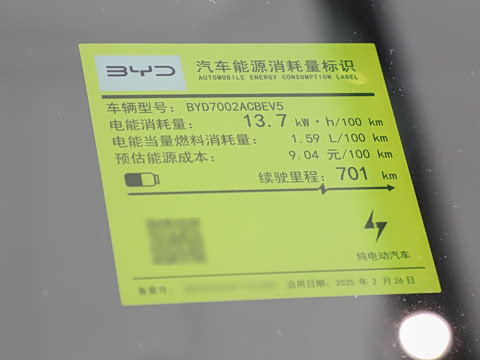 BYD 汽车能源消耗量标识
AUTOMOBILE ENERGY CONSUMPTION LABEL
车辆型号: BYD7002ACBEV5
电能消耗量: 13.7 kW·h/100 km
电能当量燃料消耗量: 1.59 L/100 km
预估能源成本: 9.04 元/100 km
续驶里程: 701 km
纯电动汽车
备案号:
启用日期: 2025 年 2 月 26 日